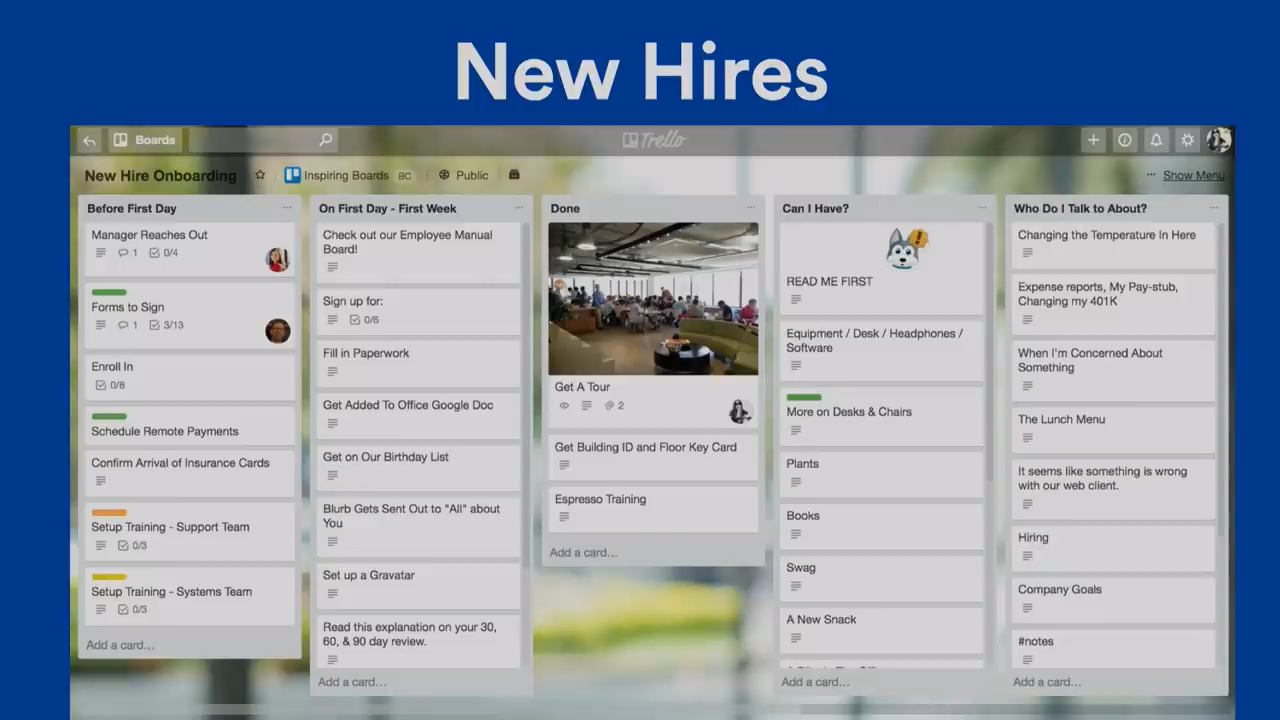 New Hires
Boards
Trello
New Hire Onboarding
Inspiring Boards BC
Public
Show Menu
Before First Day
Manager Reaches Out
1 0/4
Forms to Sign
1 3/13
Enroll In
0/8
Schedule Remote Payments
Confirm Arrival of Insurance Cards
Setup Training - Support Team
0/3
Setup Training - Systems Team
0/3
Add a card…
On First Day - First Week
Check out our Employee Manual
Board!
Sign up for:
0/6
Fill in Paperwork
Get Added To Office Google Doc
Get on Our Birthday List
Blurb Gets Sent Out to "All" about
You
Set up a Gravatar
Read this explanation on your 30,
60, & 90 day review.
Add a card…
Done
Get A Tour
2
Get Building ID and Floor Key Card
Espresso Training
Add a card…
Can I Have?
READ ME FIRST
Equipment / Desk / Headphones /
Software
More on Desks & Chairs
Plants
Books
Swag
A New Snack
Add a card…
Who Do I Talk to About?
Changing the Temperature In Here
Expense reports, My Pay-stub,
Changing my 401K
When I'm Concerned About
Something
The Lunch Menu
It seems like something is wrong
with our web client.
Hiring
Company Goals
#notes
Add a card…